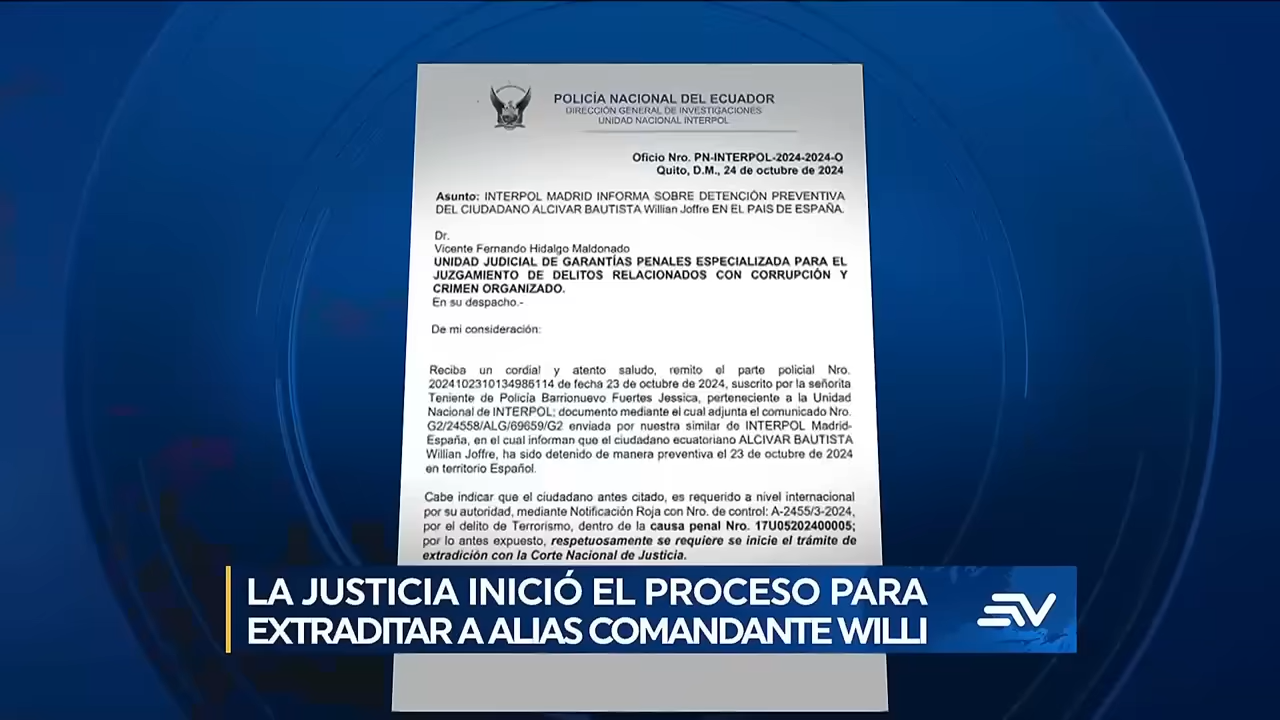 POLICÍA NACIONAL DEL ECUADOR
DIRECCIÓN GENERAL DE INVESTIGACIONES
UNIDAD NACIONAL INTERPOL
Oficio Nro. PN-INTERPOL-2024-2024-O
Quito, D.M., 24 de octubre de 2024
Asunto: INTERPOL MADRID INFORMA SOBRE DETENCIÓN PREVENTIVA
DEL CIUDADANO ALCIVAR BAUTISTA Willian Joffre EN EL PAIS DE ESPAÑA.
Dr.
Vicente Fernando Hidalgo Maldonado
UNIDAD JUDICIAL DE GARANTÍAS PENALES ESPECIALIZADA PARA EL
JUZGAMIENTO DE DELITOS RELACIONADOS CON CORRUPCIÓN Y
CRIMEN ORGANIZADO.
En su despacho.-
De mi consideración:
Reciba un cordial y atento saludo, remito el parte policial Nro.
2024102310134986114 de fecha 23 de octubre de 2024, suscrito por la señorita
Teniente de Policía Barrionuevo Fuertes Jessica, perteneciente a la Unidad
Nacional de INTERPOL; documento mediante el cual adjunta el comunicado Nro.
G2/24558/ALG/69659/G2 enviada por nuestra similar de INTERPOL Madrid-
España, en el cual informan que el ciudadano ecuatoriano ALCIVAR BAUTISTA
Willian Joffre, ha sido detenido de manera preventiva el 23 de octubre de 2024
en territorio Español.
Cabe indicar que el ciudadano antes citado, es requerido a nivel internacional
por su autoridad, mediante Notificación Roja con Nro. de control: A-2455/3-2024,
por el delito de Terrorismo, dentro de la causa penal Nro. 17U05202400005;
por lo antes expuesto, respetuosamente se requiere se inicie el trámite de
extradición con la Corte Nacional de Justicia.
LA JUSTICIA INICIÓ EL PROCESO PARA
EXTRADITAR A ALIAS COMANDANTE WILLI